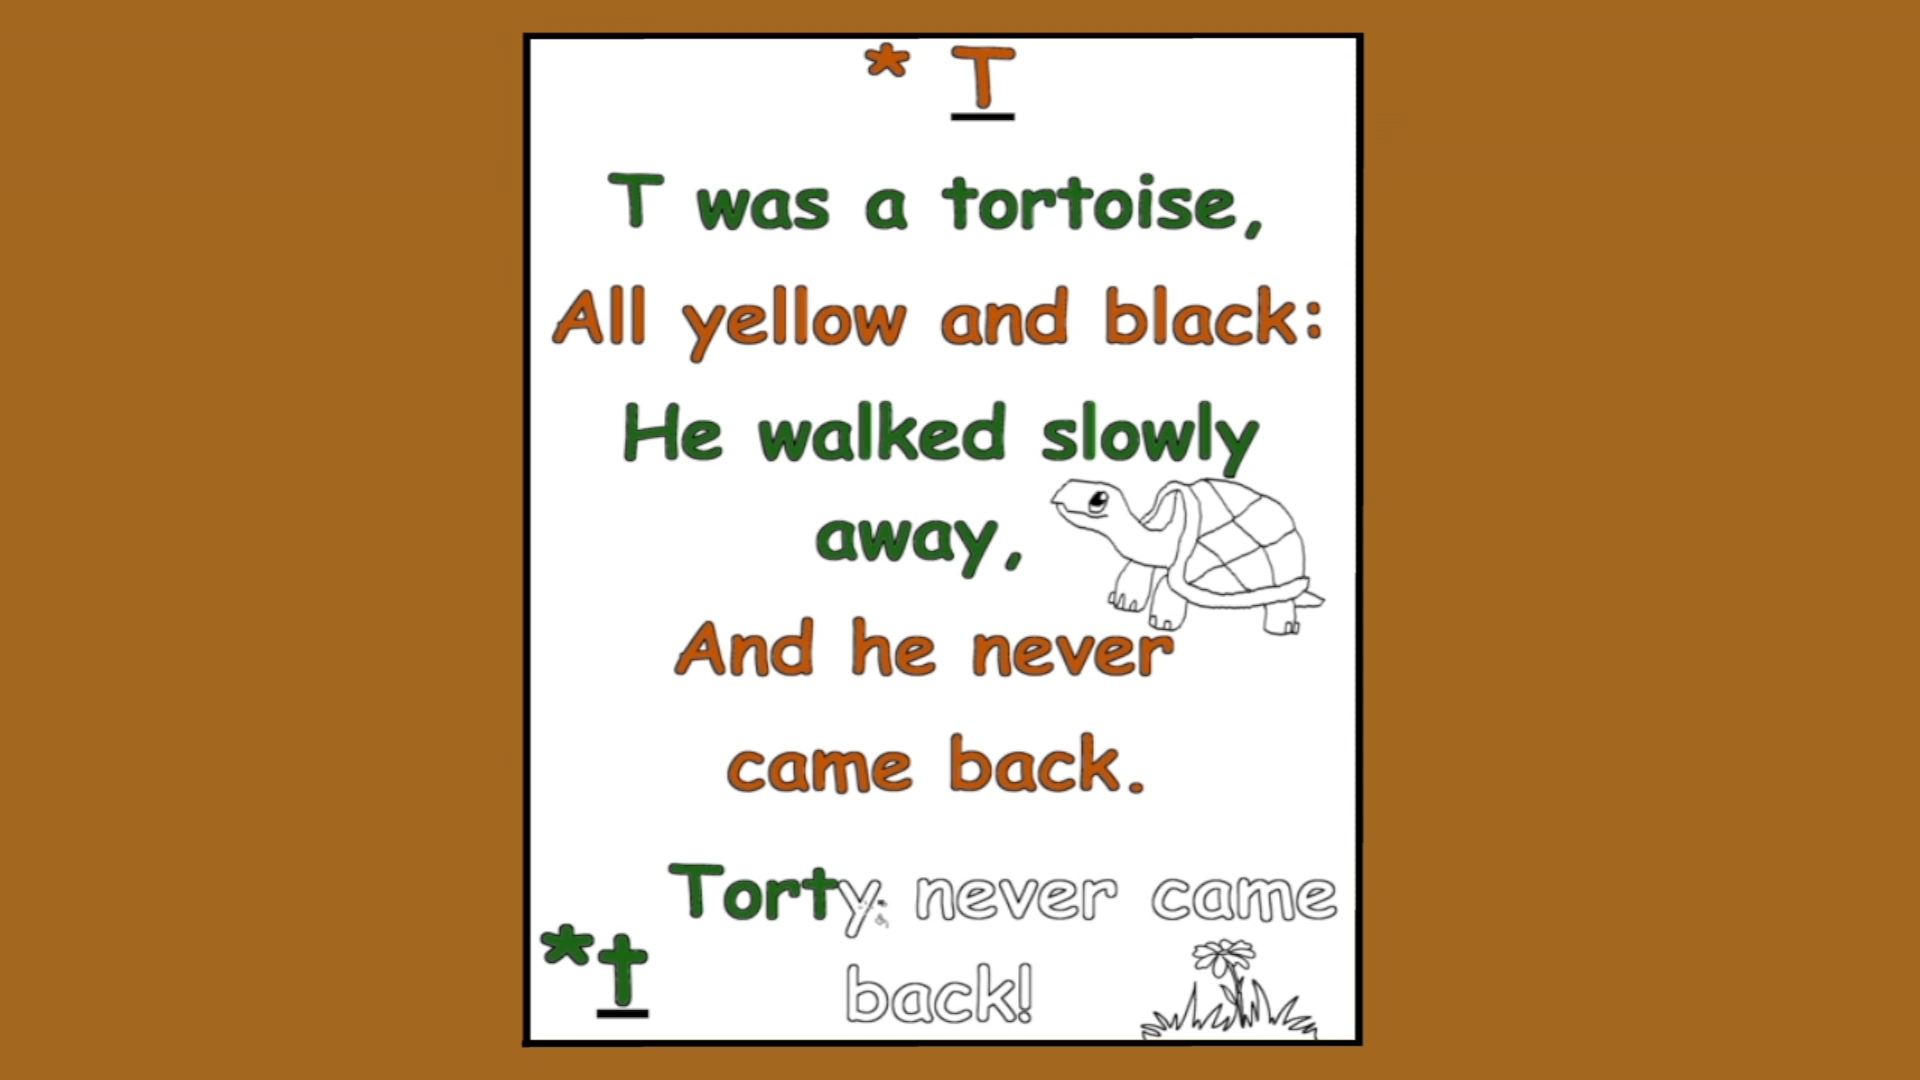 * T
T was a tortoise,
All yellow and black:
He walked slowly
away,
And he never
came back.
Torty never came
*t
back!